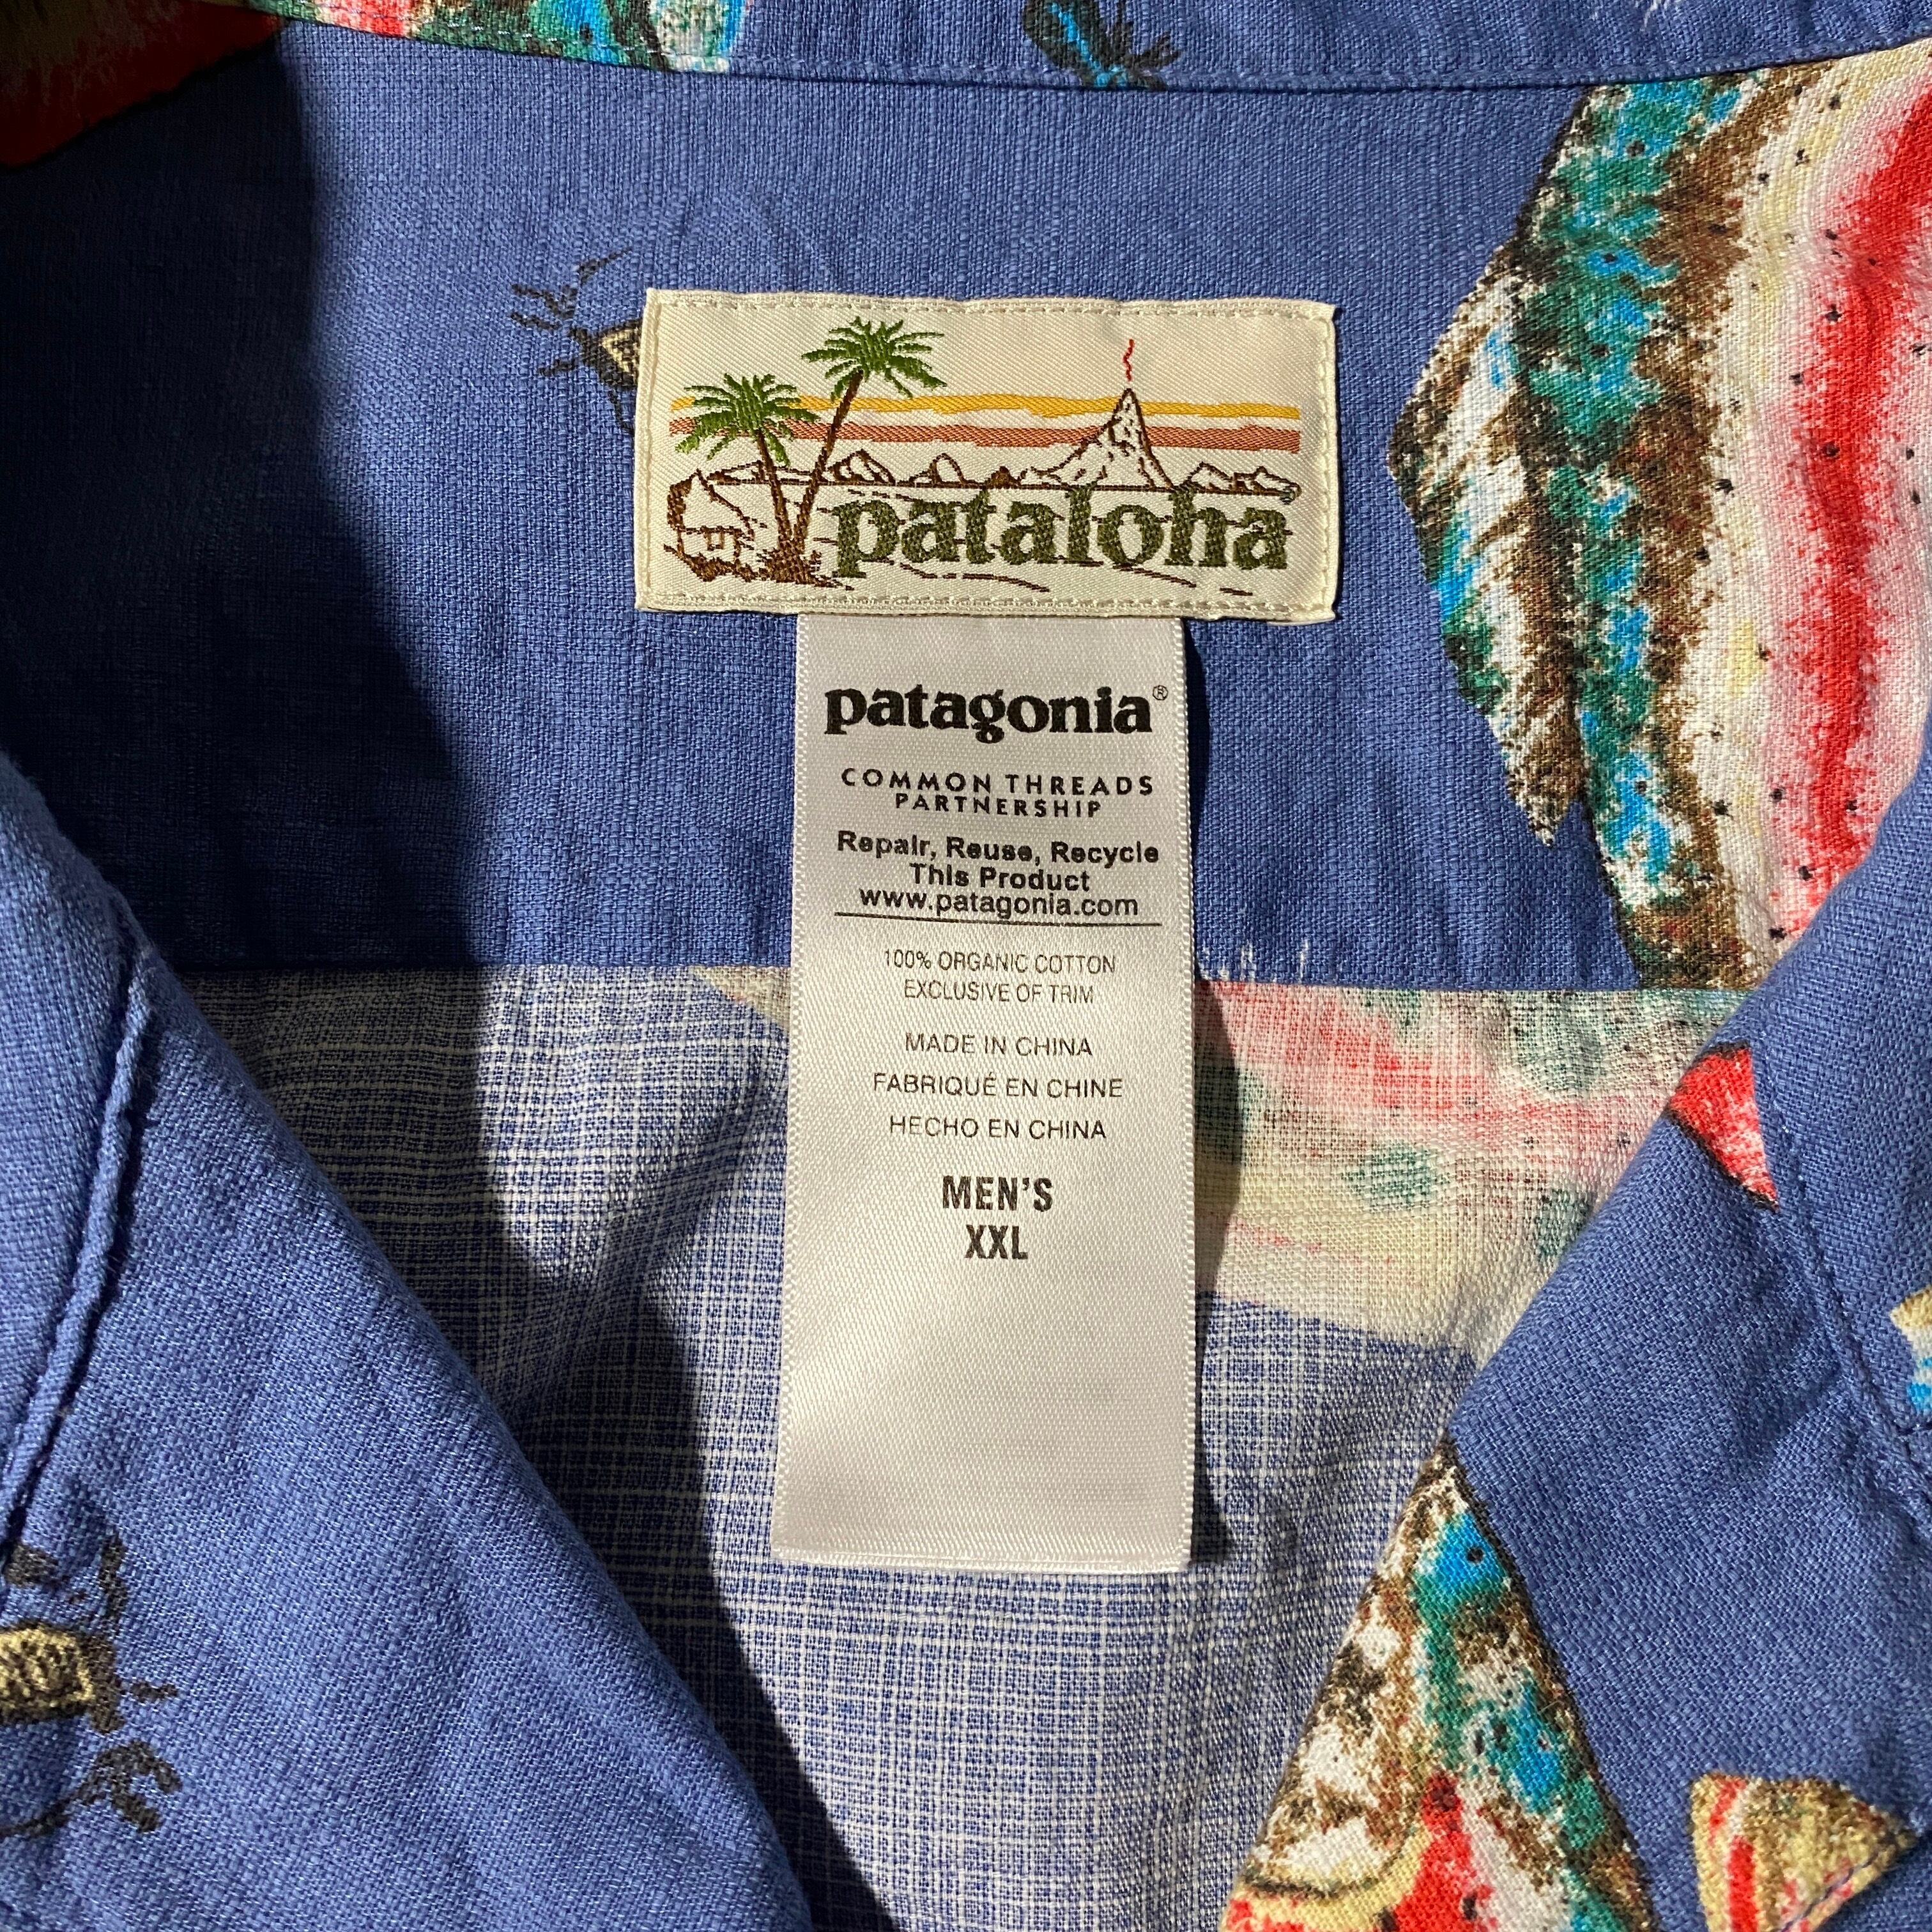 pataloha
patagonia®
COMMON THREADS
PARTNERSHIP
Repair, Reuse, Recycle
This Product
www.patagonia.com
100% ORGANIC COTTON
EXCLUSIVE OF TRIM
MADE IN CHINA
FABRIQUÉ EN CHINE
HECHO EN CHINA
MEN'S
XXL